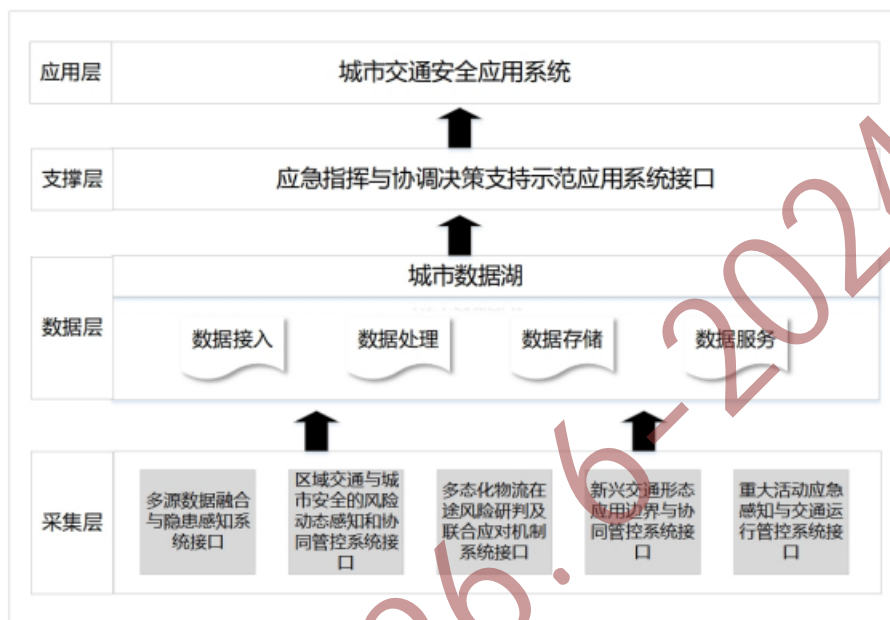 应用层
城市交通安全应用系统
支撑层
应急指挥与协调决策支持示范应用系统接口
数据层
城市数据湖
数据接入
数据处理
数据存储
数据服务
采集层
多源数据融合
与隐患感知系
统接口
区域交通与城
市安全的风险
动态感知和协
同管控系统接
口
多态化物流在
途风险研判及
联合应对机制
系统接口
新兴交通形态
应用边界与协
同管控系统接
口
重大活动应急
感知与交通运
行管控系统接
口
6.6-2024